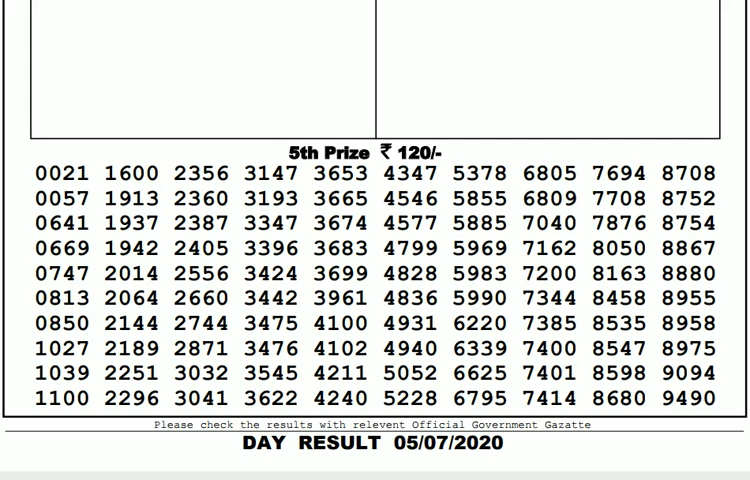 5th Prize ₹ 120/-
0021 1600 2356 3147 3653 4347 5378 6805 7694 8708
0057 1913 2360 3193 3665 4546 5855 6809 7708 8752
0641 1937 2387 3347 3674 4577 5885 7040 7876 8754
0669 1942 2405 3396 3683 4799 5969 7162 8050 8867
0747 2014 2556 3424 3699 4828 5983 7200 8163 8880
0813 2064 2660 3442 3961 4836 5990 7344 8458 8955
0850 2144 2744 3475 4100 4931 6220 7385 8535 8958
1027 2189 2871 3476 4102 4940 6339 7400 8547 8975
1039 2251 3032 3545 4211 5052 6625 7401 8598 9094
1100 2296 3041 3622 4240 5228 6795 7414 8680 9490
Please check the results with relevent Official Government Gazatte
DAY RESULT 05/07/2020